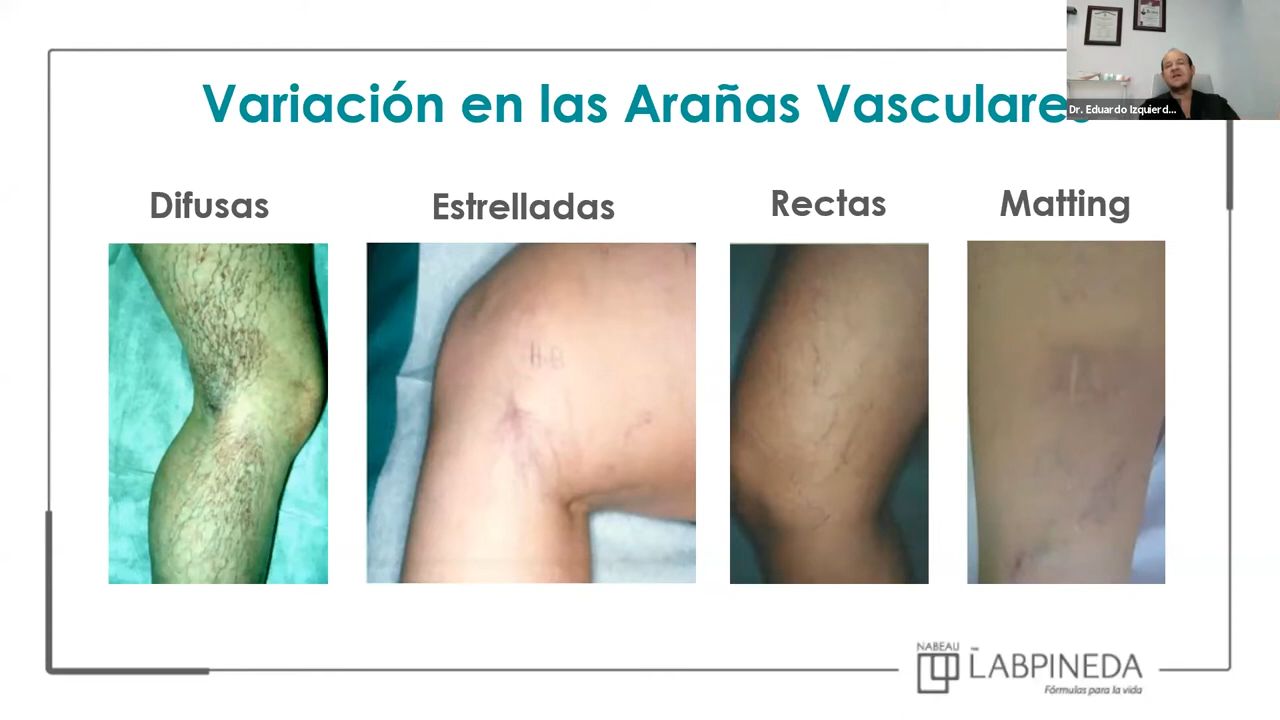 Variación en las Arañas Vasculares
Dr. Eduardo Izquierd...
Difusas
Estrelladas
Rectas
Matting
NABEAU
LABPINEDA
Fórmulas para la vida